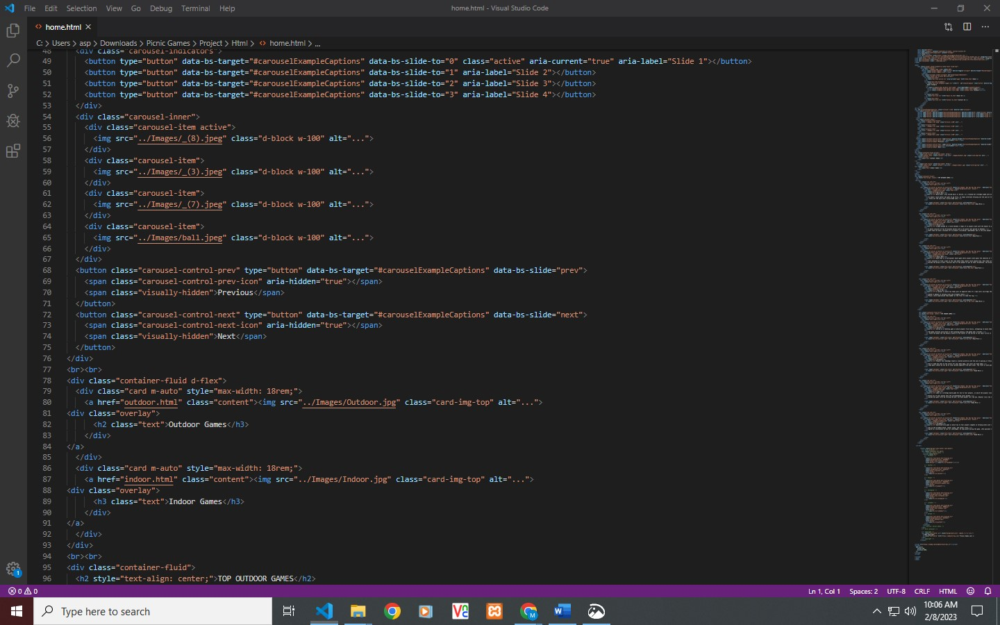 File Edit Selection View Go Debug Terminal Help
home.html - Visual Studio Code
home.html
C: > Users > asp > Downloads > Picnic Games > Project > Html > home.html > ...
48 <div class="carousel-indicators">
49 <button type="button" data-bs-target="#carouselExampleCaptions" data-bs-slide-to="0" class="active" aria-current="true" aria-label="Slide 1"></button>
50 <button type="button" data-bs-target="#carouselExampleCaptions" data-bs-slide-to="1" aria-label="Slide 2"></button>
51 <button type="button" data-bs-target="#carouselExampleCaptions" data-bs-slide-to="2" aria-label="Slide 3"></button>
52 <button type="button" data-bs-target="#carouselExampleCaptions" data-bs-slide-to="3" aria-label="Slide 4"></button>
53 </div>
54 <div class="carousel-inner">
55 <div class="carousel-item active">
56 <img src="../Images/_(8).jpeg" class="d-block w-100" alt="...">
57 </div>
58 <div class="carousel-item">
59 <img src="../Images/_(3).jpeg" class="d-block w-100" alt="...">
60 </div>
61 <div class="carousel-item">
62 <img src="../Images/_(7).jpeg" class="d-block w-100" alt="...">
63 </div>
64 <div class="carousel-item">
65 <img src="../Images/ball.jpeg" class="d-block w-100" alt="...">
66 </div>
67 </div>
68 <button class="carousel-control-prev" type="button" data-bs-target="#carouselExampleCaptions" data-bs-slide="prev">
69 <span class="carousel-control-prev-icon" aria-hidden="true"></span>
70 <span class="visually-hidden">Previous</span>
71 </button>
72 <button class="carousel-control-next" type="button" data-bs-target="#carouselExampleCaptions" data-bs-slide="next">
73 <span class="carousel-control-next-icon" aria-hidden="true"></span>
74 <span class="visually-hidden">Next</span>
75 </button>
76 </div>
77 <br><br>
78 <div class="container-fluid d-flex">
79 <div class="card m-auto" style="max-width: 18rem;">
80 <a href="outdoor.html" class="content"><img src="../Images/Outdoor.jpg" class="card-img-top" alt="...">
81 <div class="overlay">
82 <h2 class="text">Outdoor Games</h3>
83 </div>
84 </a>
85 </div>
86 <div class="card m-auto" style="max-width: 18rem;">
87 <a href="indoor.html" class="content"><img src="../Images/Indoor.jpg" class="card-img-top" alt="...">
88 <div class="overlay">
89 <h3 class="text">Indoor Games</h3>
90 </div>
91 </a>
92 </div>
93 </div>
94 <br><br>
95 <div class="container-fluid">
96 <h2 style="text-align: center;">TOP OUTDOOR GAMES</h2>
1
0 0
Ln 1, Col 1 Spaces: 2 UTF-8 CRLF HTML
Type here to search
10:06 AM
2/8/2023